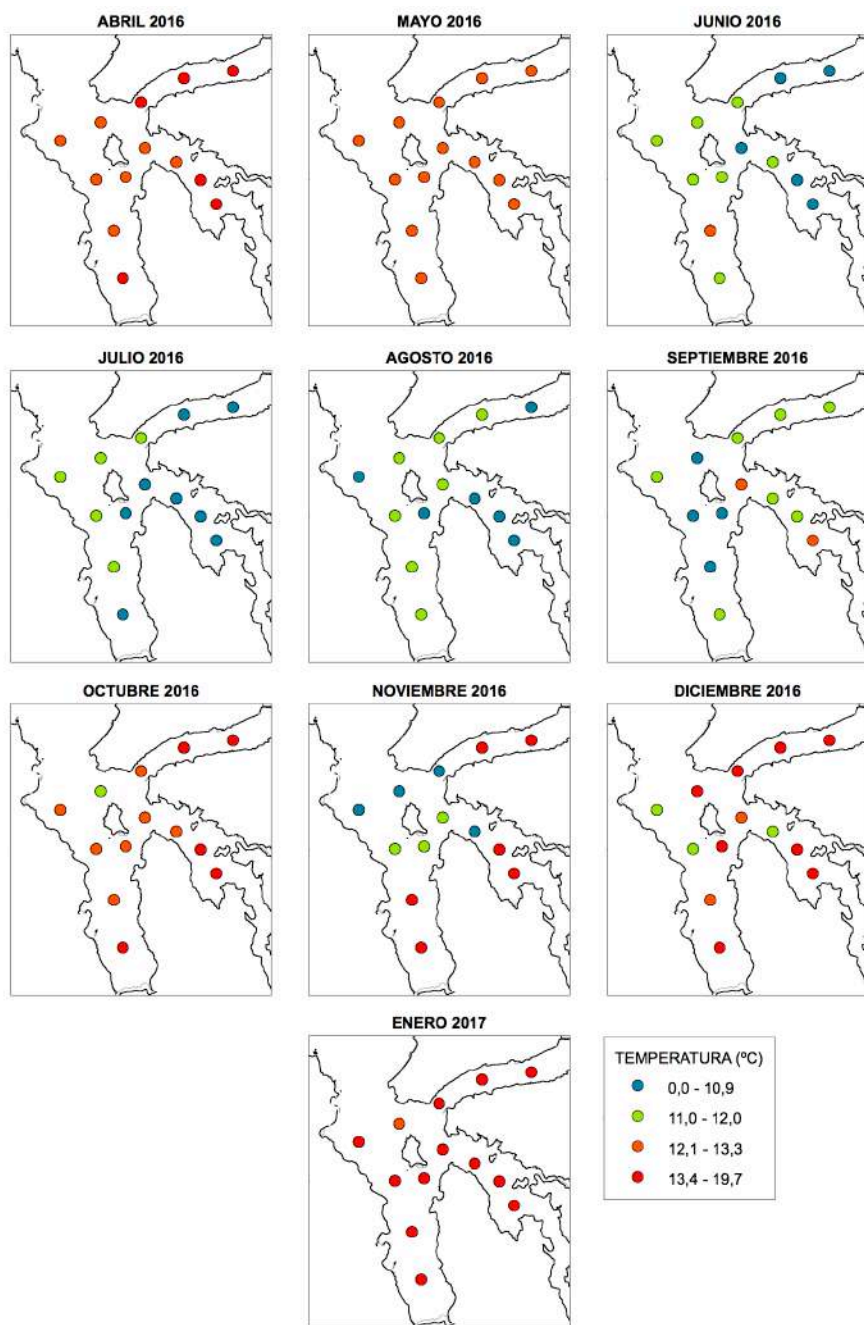 ABRIL 2016
MAYO 2016
JUNIO 2016
JULIO 2016
AGOSTO 2016
SEPTIEMBRE 2016
OCTUBRE 2016
NOVIEMBRE 2016
DICIEMBRE 2016
ENERO 2017
TEMPERATURA (ºC)
0,0 - 10,9
11,0 - 12,0
12,1 - 13,3
13,4 - 19,7